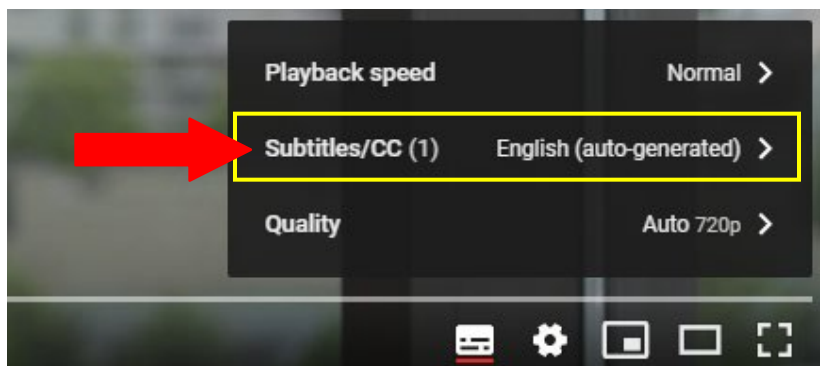 Playback speed Normal
Subtitles/CC (1) English (auto-generated)
Quality Auto 720p